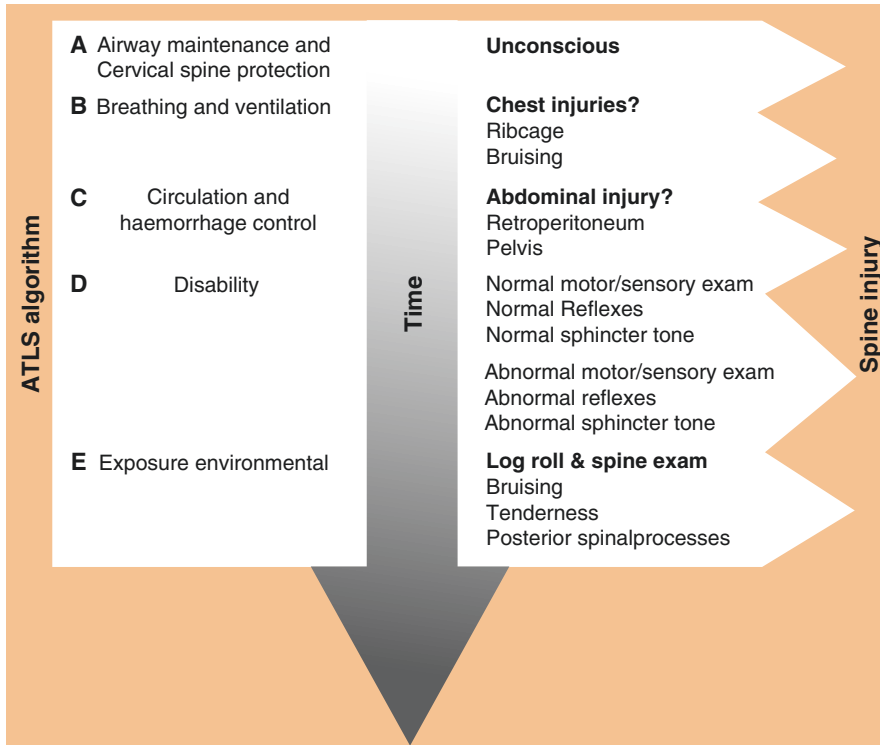 ATLS algorithm
A Airway maintenance and
Cervical spine protection
B Breathing and ventilation
C Circulation and
haemorrhage control
D Disability
E Exposure environmental
Time
Unconscious
Chest injuries?
Ribcage
Bruising
Abdominal injury?
Retroperitoneum
Pelvis
Normal motor/sensory exam
Normal Reflexes
Normal sphincter tone
Abnormal motor/sensory exam
Abnormal reflexes
Abnormal sphincter tone
Log roll & spine exam
Bruising
Tenderness
Posterior spinalprocesses
Spine injury